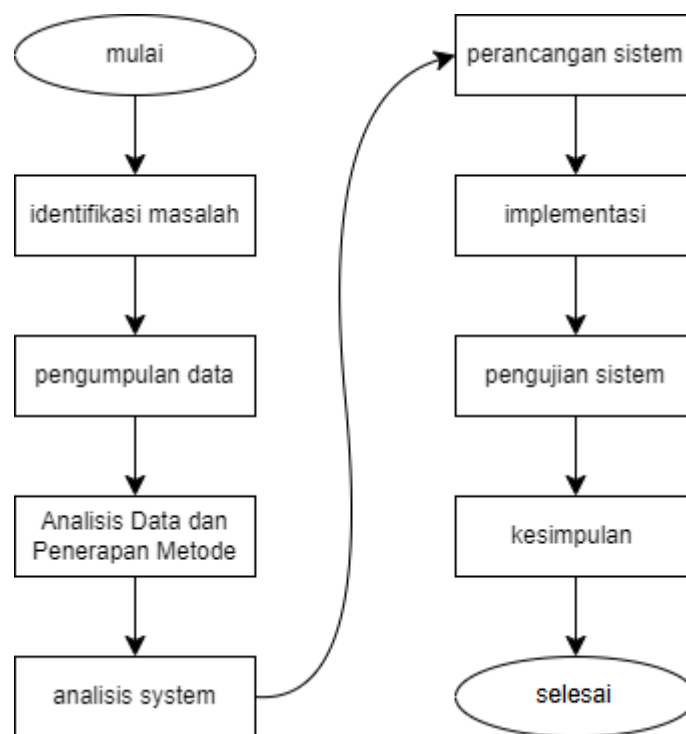 mulai
identifikasi masalah
pengumpulan data
Analisis Data dan
Penerapan Metode
analisis system
perancangan sistem
implementasi
pengujian sistem
kesimpulan
selesai